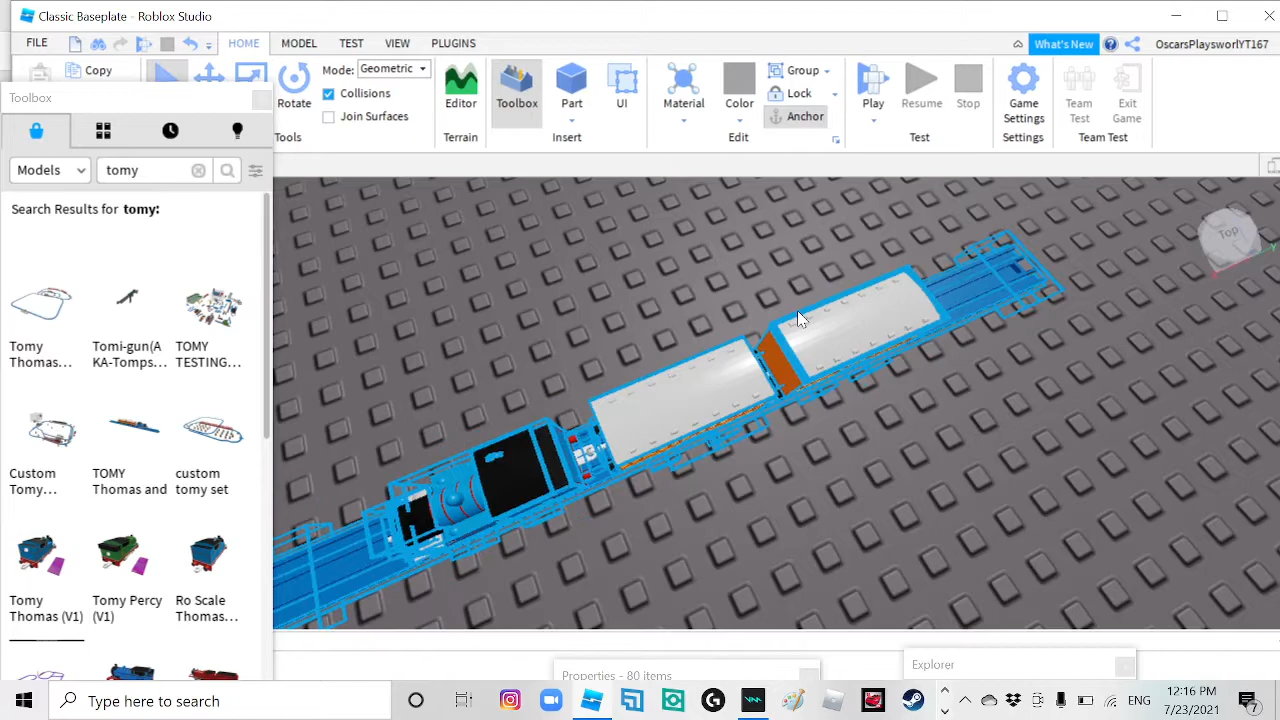 Classic Baseplate - Roblox Studio
FILE
HOME
MODEL
TEST
VIEW
PLUGINS
What's New
OscarsPlaysworlYT167
Copy
Rotate
Mode: Geometric
Collisions
Join Surfaces
Tools
Editor
Terrain
Toolbox
Part
UI
Insert
Material
Color
Group
Lock
Anchor
Edit
Play
Resume
Stop
Test
Game
Settings
Settings
Team
Test
Exit
Game
Team Test
Toolbox
Models
tomy
Search Results for tomy:
Tomy
Thomas...
Tomi-gun(A
KA-Tomps...
TOMY
TESTING...
Custom
Tomy...
TOMY
Thomas and
custom
tomy set
Tomy
Thomas (V1)
Tomy Percy
(V1)
Ro Scale
Thomas...
Top
Y
Properties - 80 items
Explorer
Type here to search
ENG
12:16 PM
7/23/2021
7